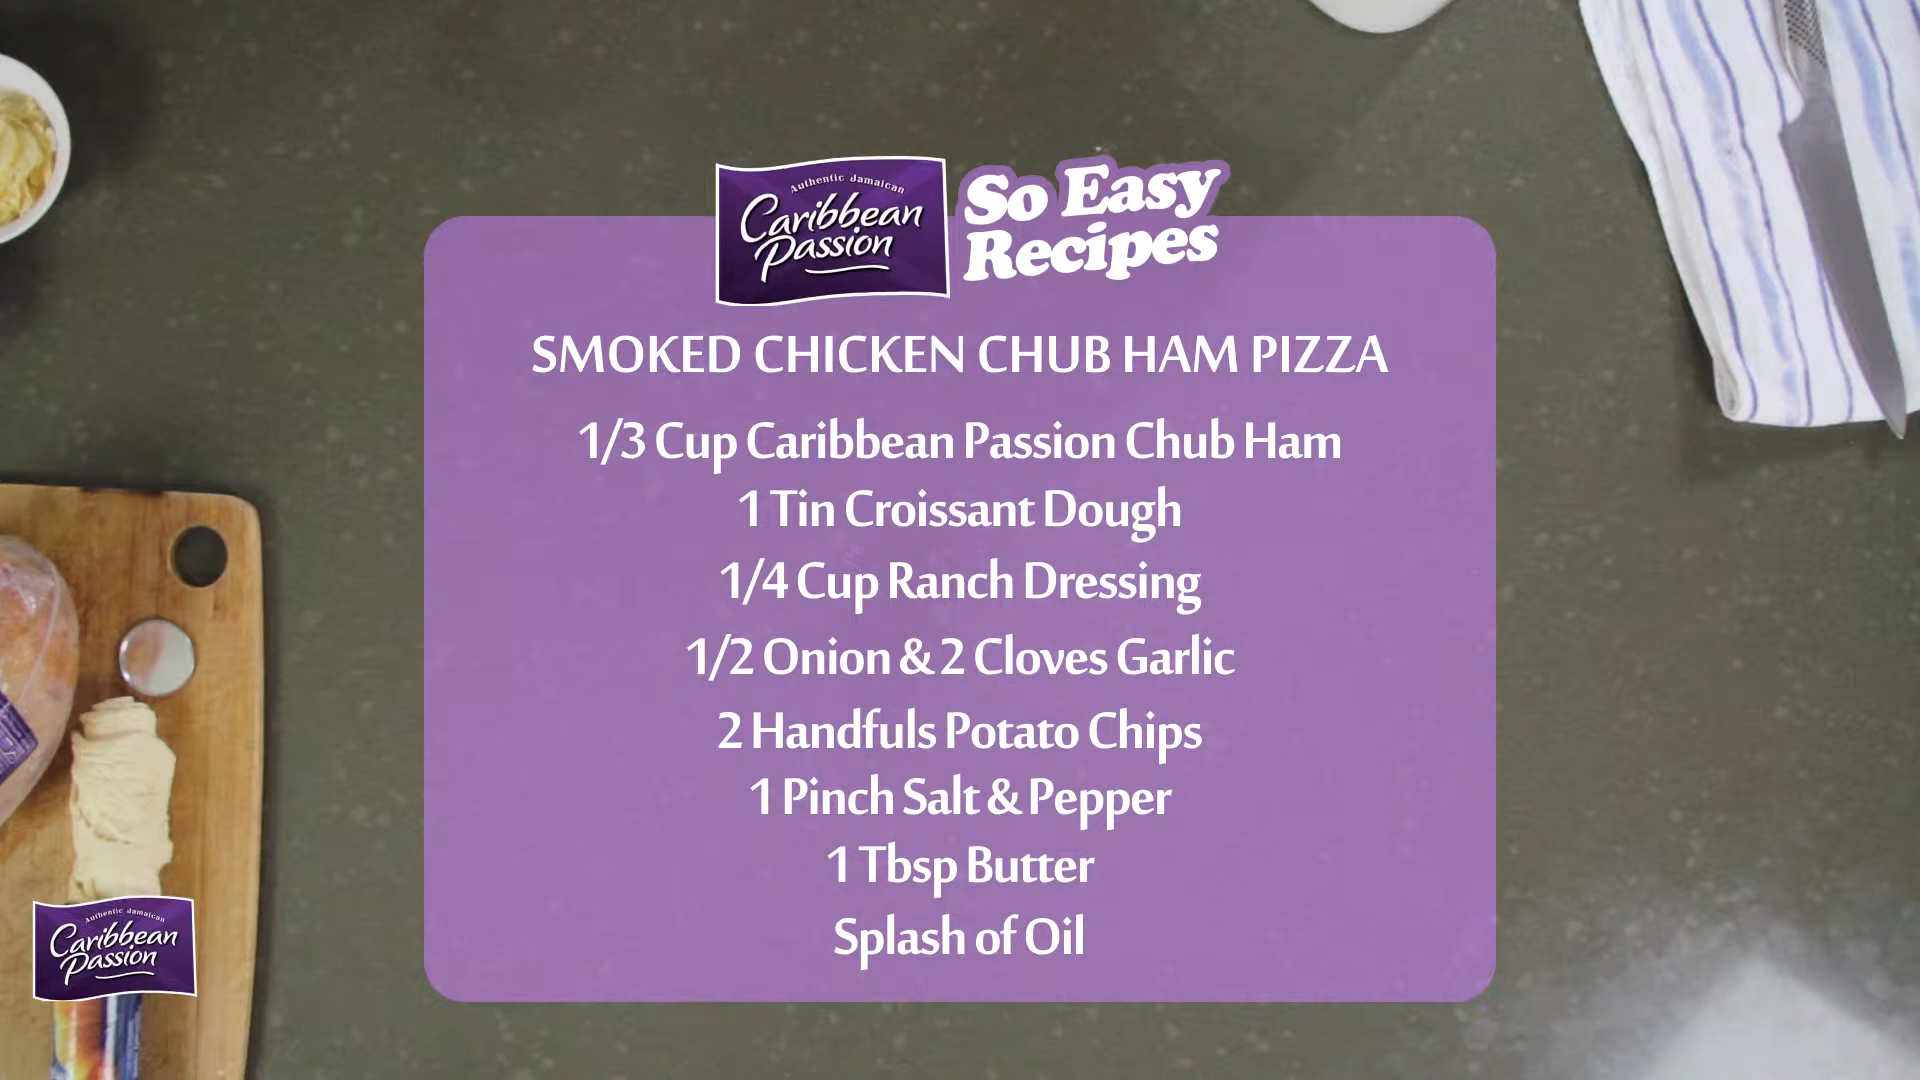 Authentic Jamaican
Caribbean
Passion
So Easy
Recipes
SMOKED CHICKEN CHUB HAM PIZZA
1/3 Cup Caribbean Passion Chub Ham
1 Tin Croissant Dough
1/4 Cup Ranch Dressing
1/2 Onion & 2 Cloves Garlic
2 Handfuls Potato Chips
1 Pinch Salt & Pepper
1 Tbsp Butter
Splash of Oil
Authentic Jamaican
Caribbean
Passion